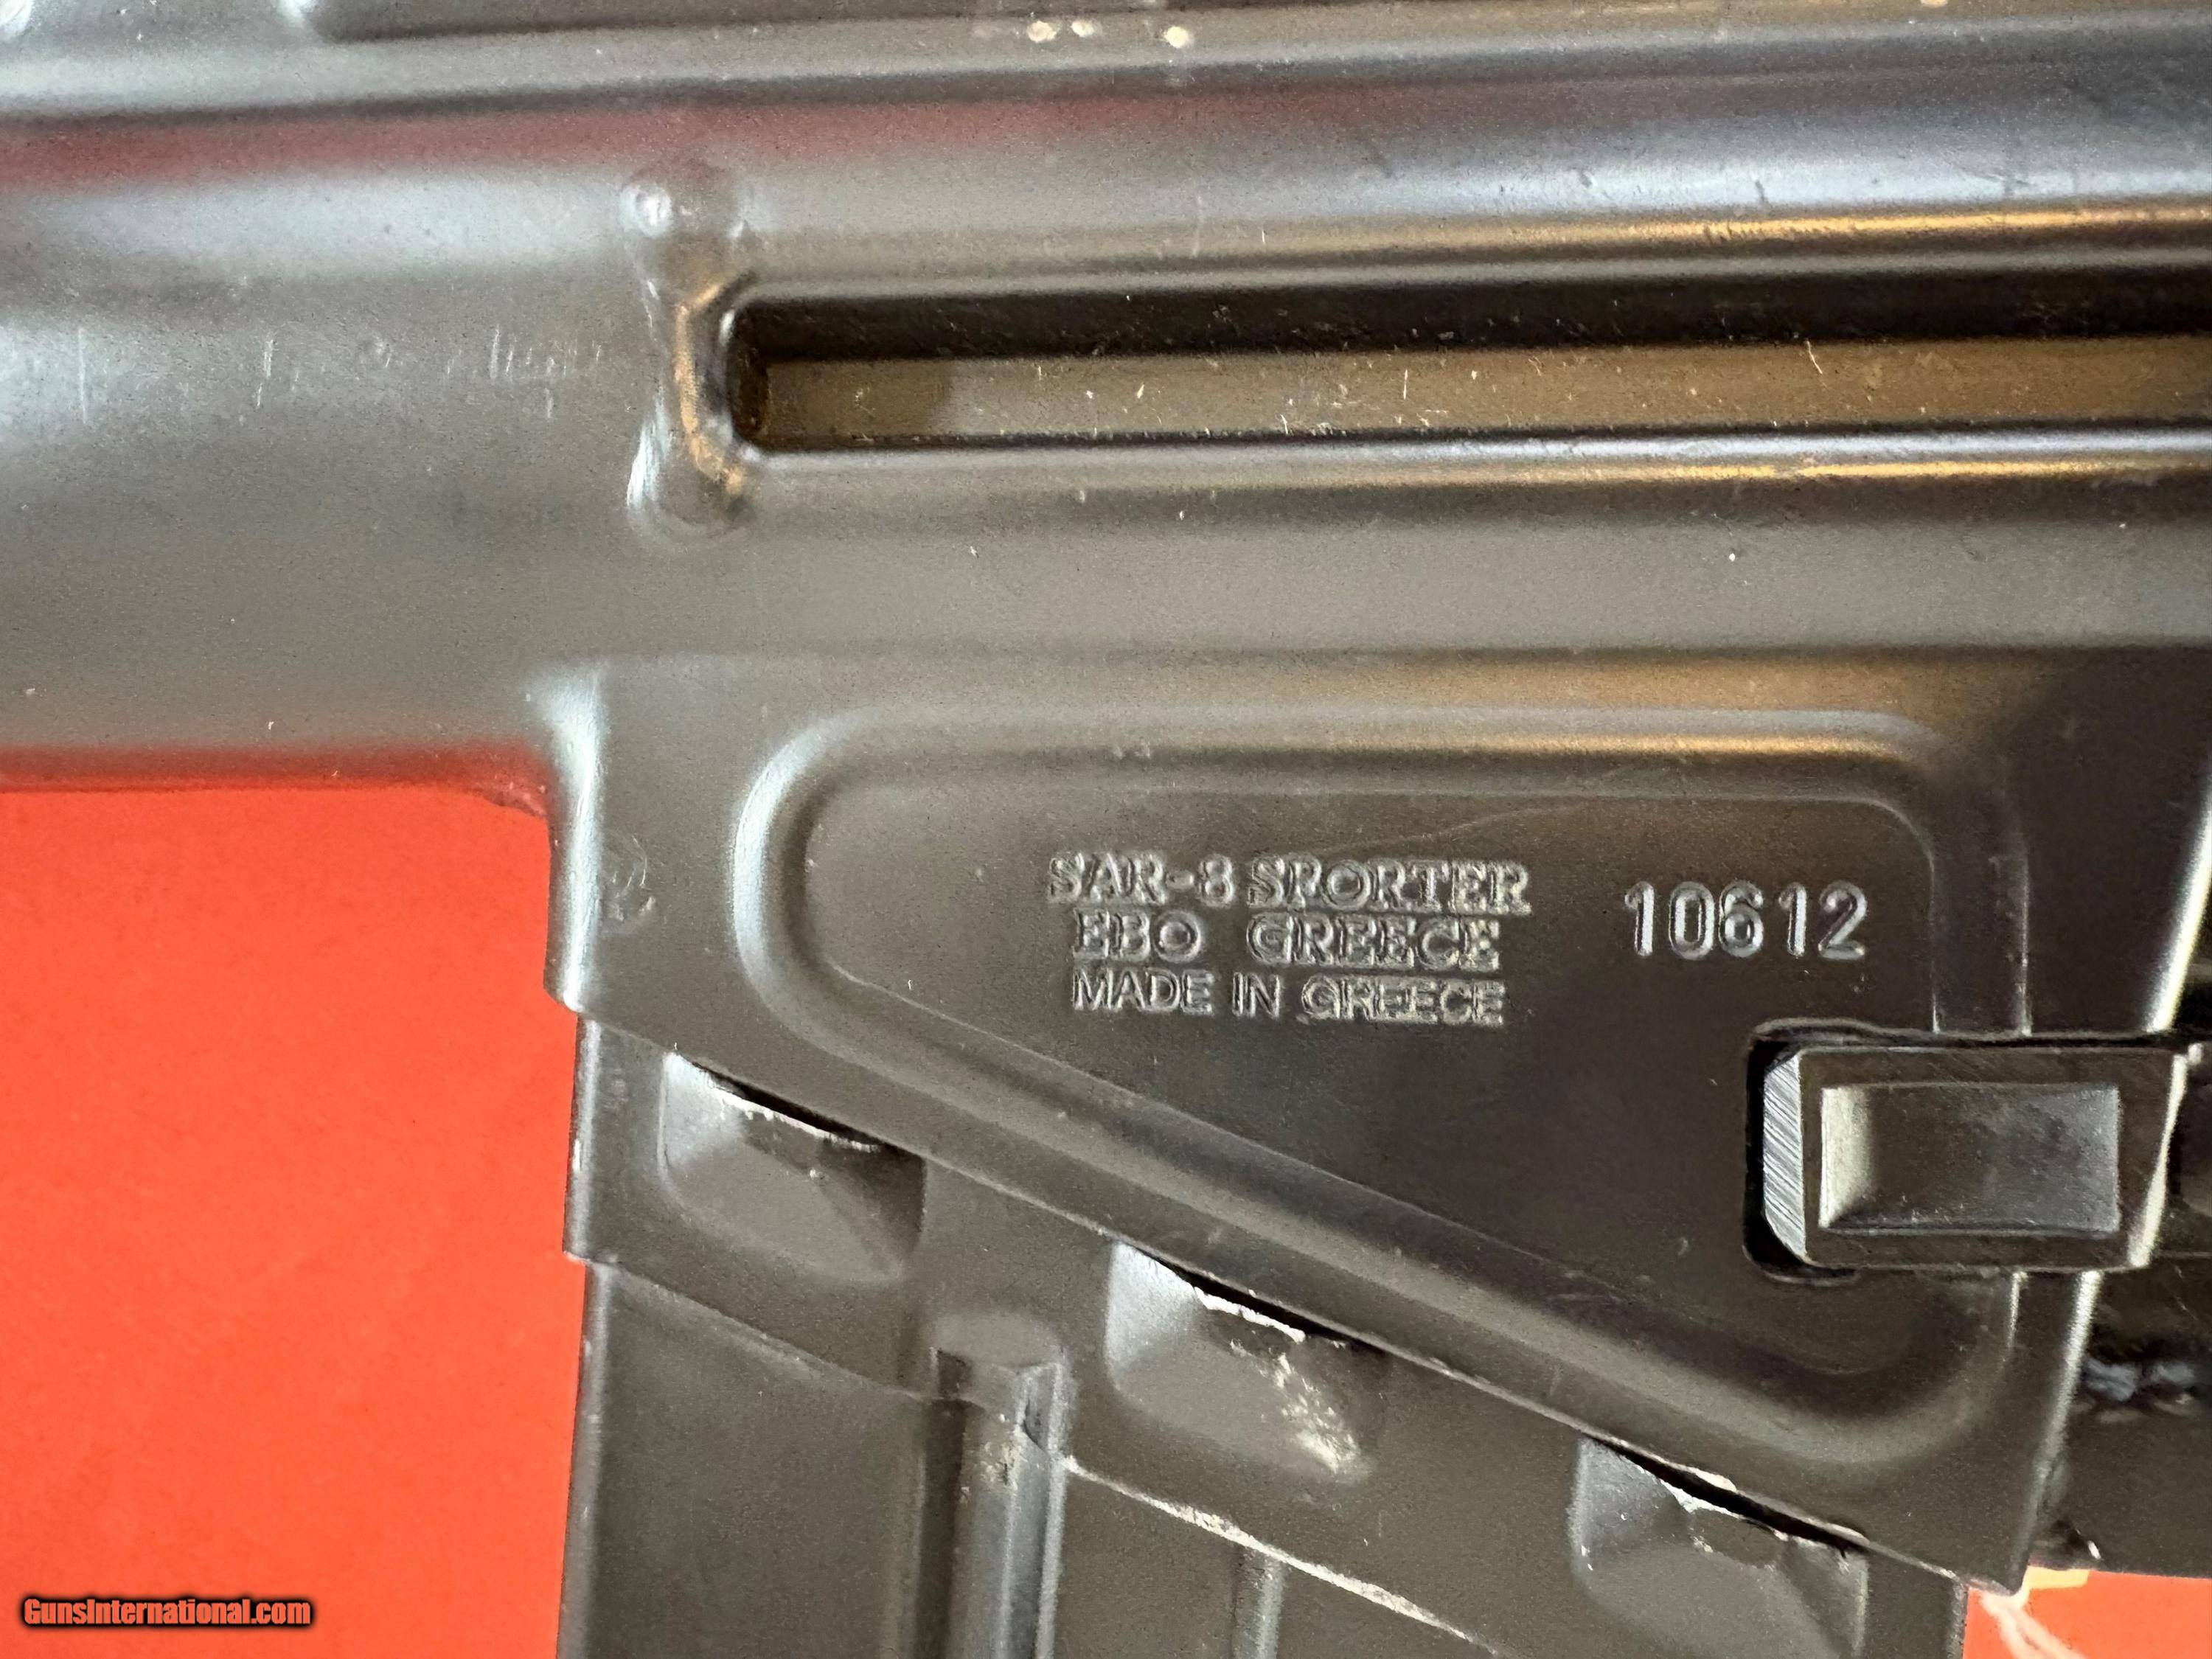 SAR-8 SPORTER
EBO GREECE
MADE IN GREECE
10612
GunsInternational.com